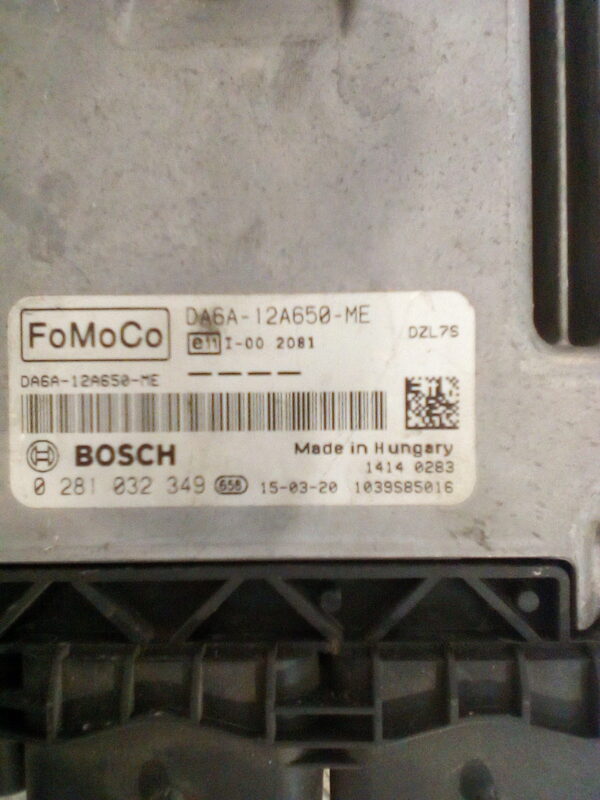 FoMoCo DA6A-12A650-ME
e11 I-00 2081 DZL7S
DA6A-12A650-ME
BOSCH Made in Hungary
1414 0283
0 281 032 349 658 15-03-20 1039S85016